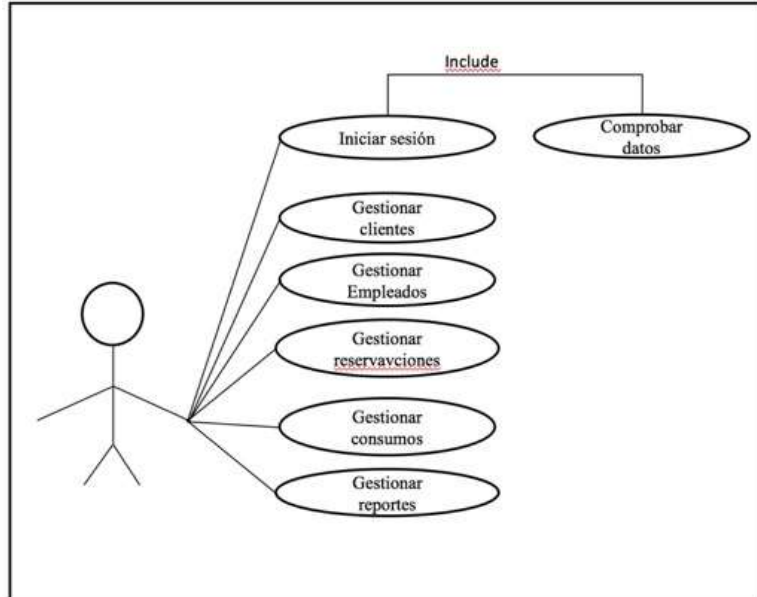 Include
Iniciar sesión
Comprobar
datos
Gestionar
clientes
Gestionar
Empleados
Gestionar
reservavciones
Gestionar
consumos
Gestionar
reportes